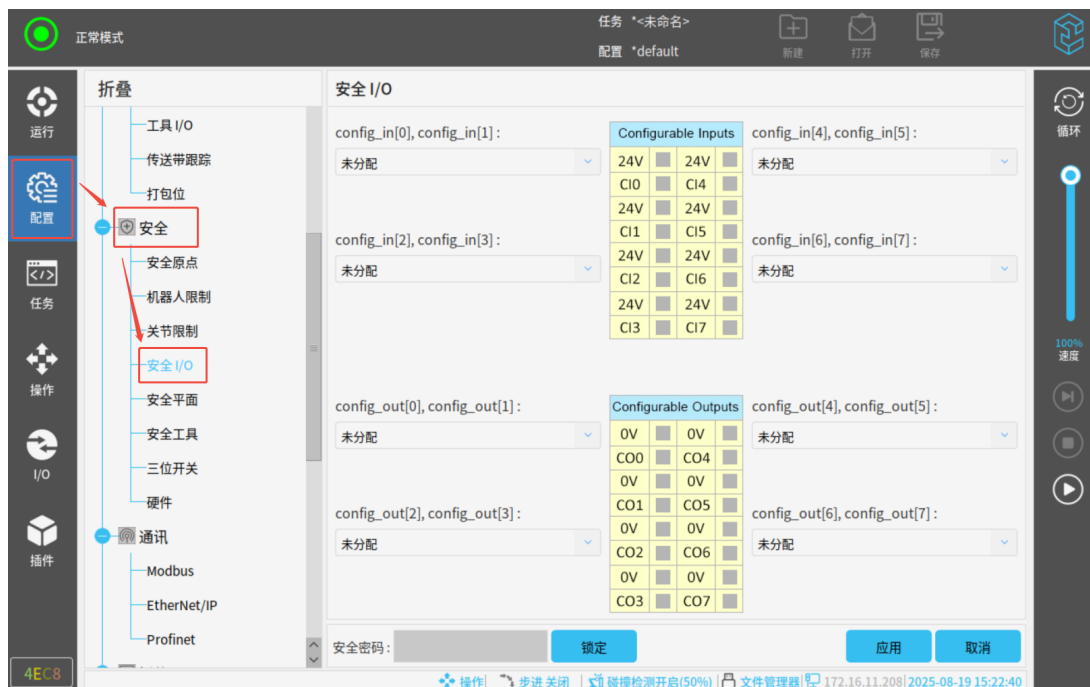 正常模式
任务 *<未命名>
配置 *default
新建
打开
保存
运行
配置
任务
操作
I/O
插件
4EC8
折叠
工具 I/O
传送带跟踪
打包位
安全
安全原点
机器人限制
关节限制
安全 I/O
安全平面
安全工具
三位开关
硬件
通讯
Modbus
EtherNet/IP
Profinet
安全 I/O
config_in[0], config_in[1] :
未分配
config_in[2], config_in[3] :
未分配
Configurable Inputs
24V 24V
CI0 CI4
24V 24V
CI1 CI5
24V 24V
CI2 CI6
24V 24V
CI3 CI7
config_in[4], config_in[5] :
未分配
config_in[6], config_in[7] :
未分配
config_out[0], config_out[1] :
未分配
config_out[2], config_out[3] :
未分配
Configurable Outputs
0V 0V
CO0 CO4
0V 0V
CO1 CO5
0V 0V
CO2 CO6
0V 0V
CO3 CO7
config_out[4], config_out[5] :
未分配
config_out[6], config_out[7] :
未分配
安全密码 :
锁定
应用
取消
循环
100%
速度
操作 步进 关闭 碰撞检测开启(50%) 文件管理器 172.16.11.208 2025-08-19 15:22:40